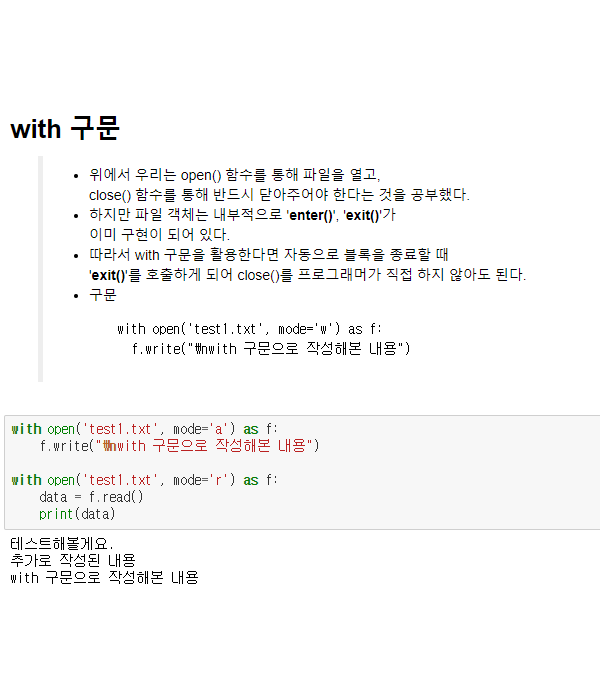 with 구문
위에서 우리는 open() 함수를 통해 파일을 열고,
close() 함수를 통해 반드시 닫아주어야 한다는 것을 공부했다.
하지만 파일 객체는 내부적으로 'enter()', 'exit()'가
이미 구현이 되어 있다.
따라서 with 구문을 활용한다면 자동으로 블록을 종료할 때
'exit()'를 호출하게 되어 close()를 프로그래머가 직접 하지 않아도 된다.
구문
with open('test1.txt', mode='w') as f:
  f.write("₩nwith 구문으로 작성해본 내용")
with open('test1.txt', mode='a') as f:
    f.write("₩nwith 구문으로 작성해본 내용")
with open('test1.txt', mode='r') as f:
    data = f.read()
    print(data)
테스트해볼게요.
추가로 작성된 내용
with 구문으로 작성해본 내용